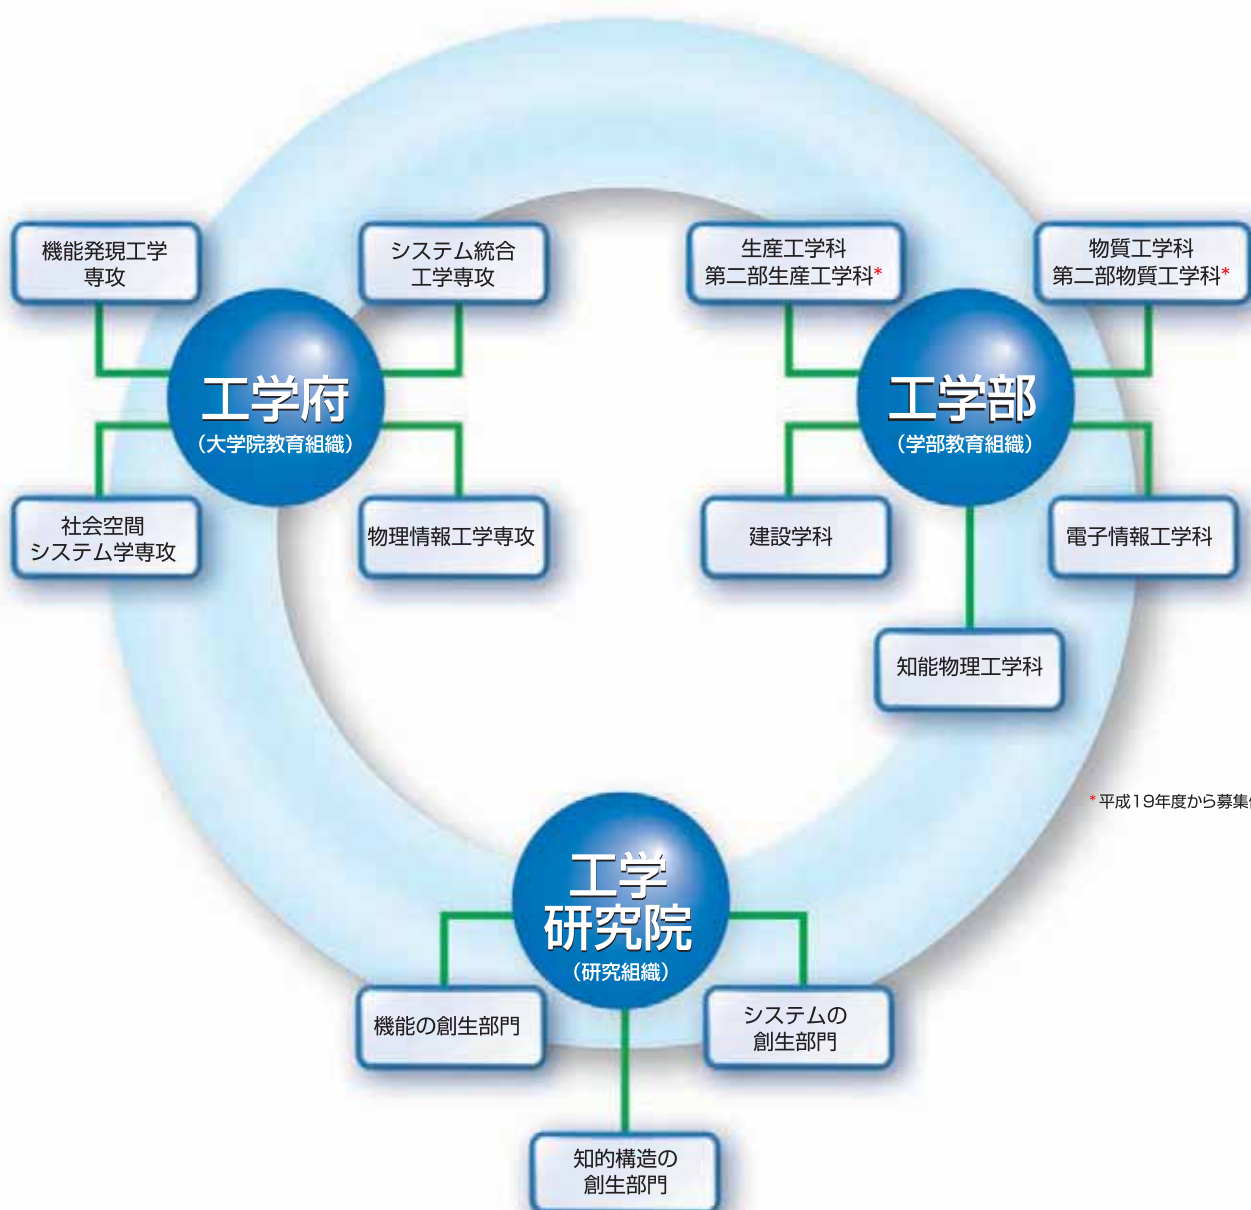 機能発現工学
専攻
システム統合
工学専攻
工学府
（大学院教育組織）
社会空間
システム学専攻
物理情報工学専攻
生産工学科
第二部生産工学科*
物質工学科
第二部物質工学科*
工学部
（学部教育組織）
建設学科
電子情報工学科
知能物理工学科
*平成19年度から募集
工学
研究院
（研究組織）
機能の創生部門
システムの
創生部門
知的構造の
創生部門